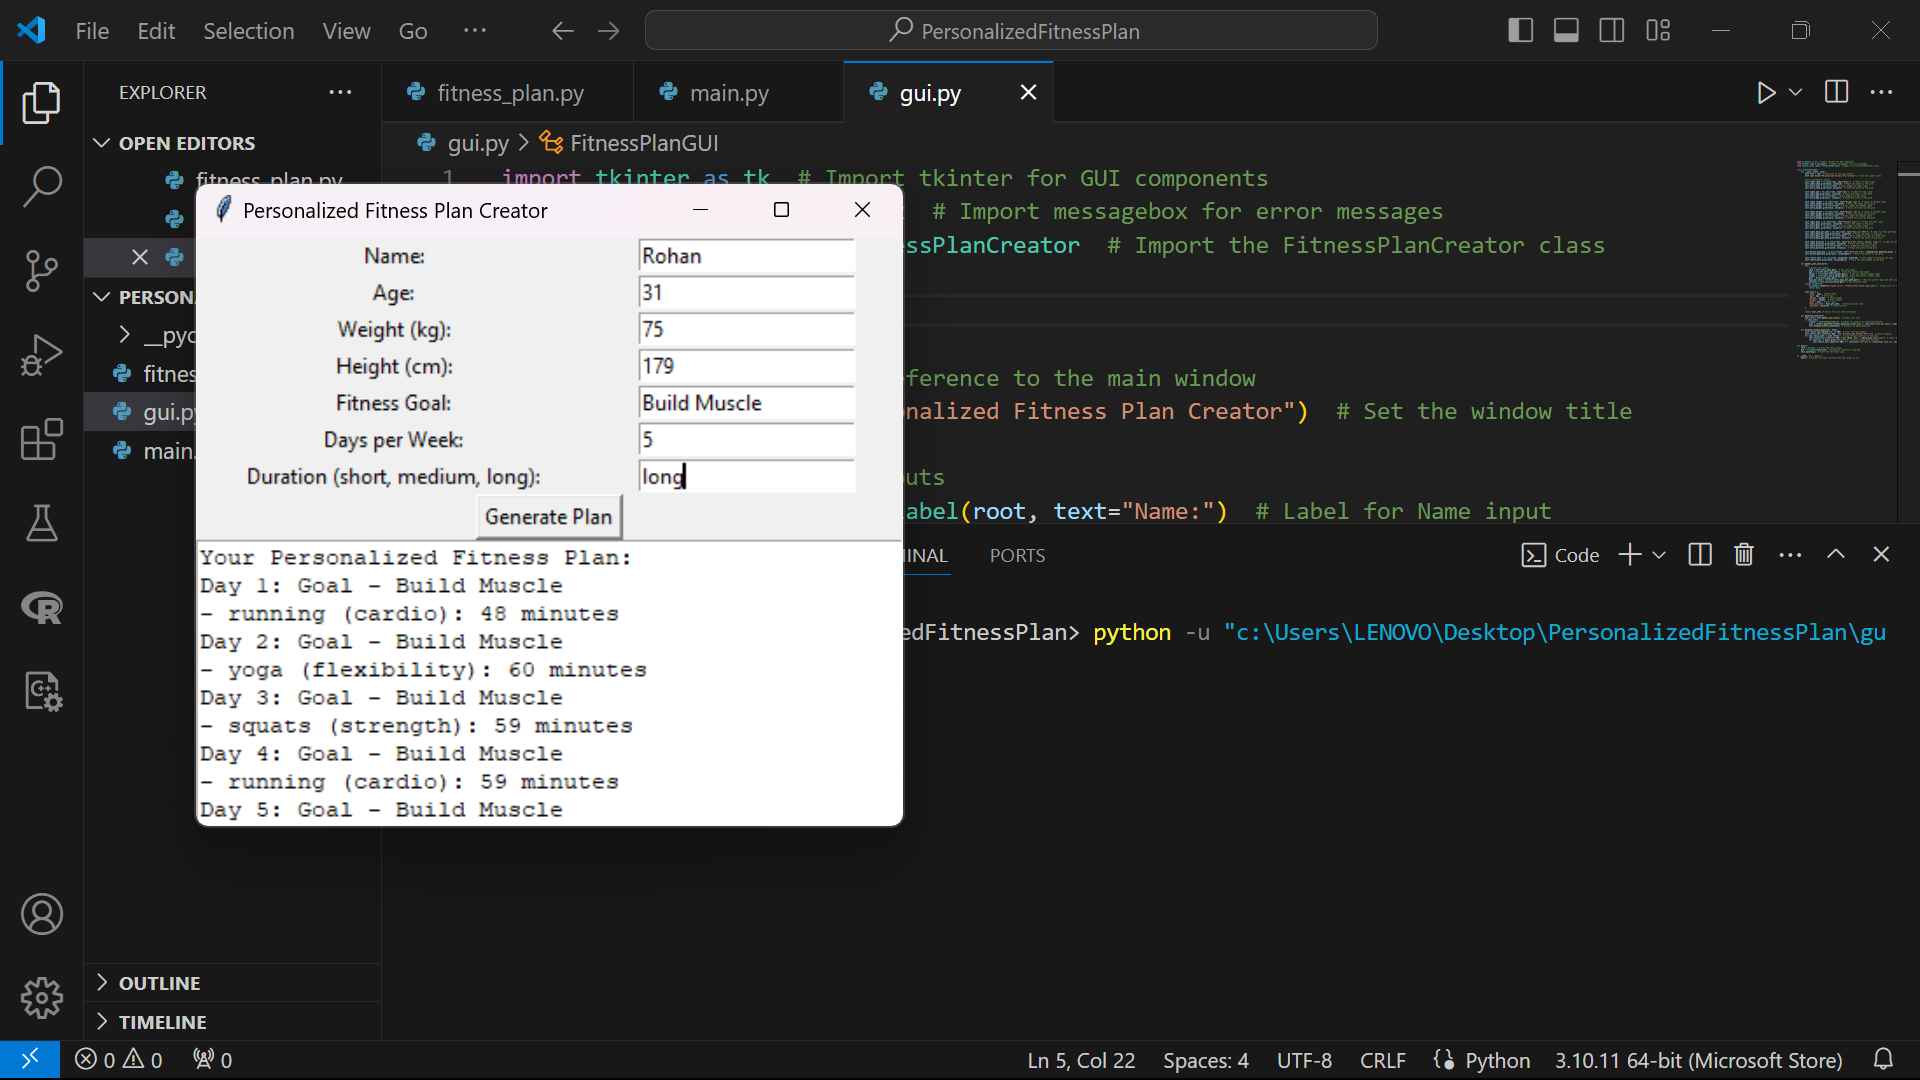 File Edit Selection View Go ··· PersonalizedFitnessPlan
EXPLORER
fitness_plan.py main.py gui.py
OPEN EDITORS
gui.py > FitnessPlanGUI
fitness_plan.py
1 import tkinter as tk # Import tkinter for GUI components
# Import messagebox for error messages
essPlanCreator # Import the FitnessPlanCreator class
eference to the main window
nalized Fitness Plan Creator") # Set the window title
uts
abel(root, text="Name:") # Label for Name input
PERSON
__pyc
fitnes
gui.py
main.
Personalized Fitness Plan Creator
Name: Rohan
Age: 31
Weight (kg): 75
Height (cm): 179
Fitness Goal: Build Muscle
Days per Week: 5
Duration (short, medium, long): long
Generate Plan
Your Personalized Fitness Plan:
Day 1: Goal - Build Muscle
- running (cardio): 48 minutes
Day 2: Goal - Build Muscle
- yoga (flexibility): 60 minutes
Day 3: Goal - Build Muscle
- squats (strength): 59 minutes
Day 4: Goal - Build Muscle
- running (cardio): 59 minutes
Day 5: Goal - Build Muscle
INAL PORTS Code
edFitnessPlan> python -u "c:\Users\LENOVO\Desktop\PersonalizedFitnessPlan\gu
OUTLINE
TIMELINE
0 0 0 Ln 5, Col 22 Spaces: 4 UTF-8 CRLF Python 3.10.11 64-bit (Microsoft Store)